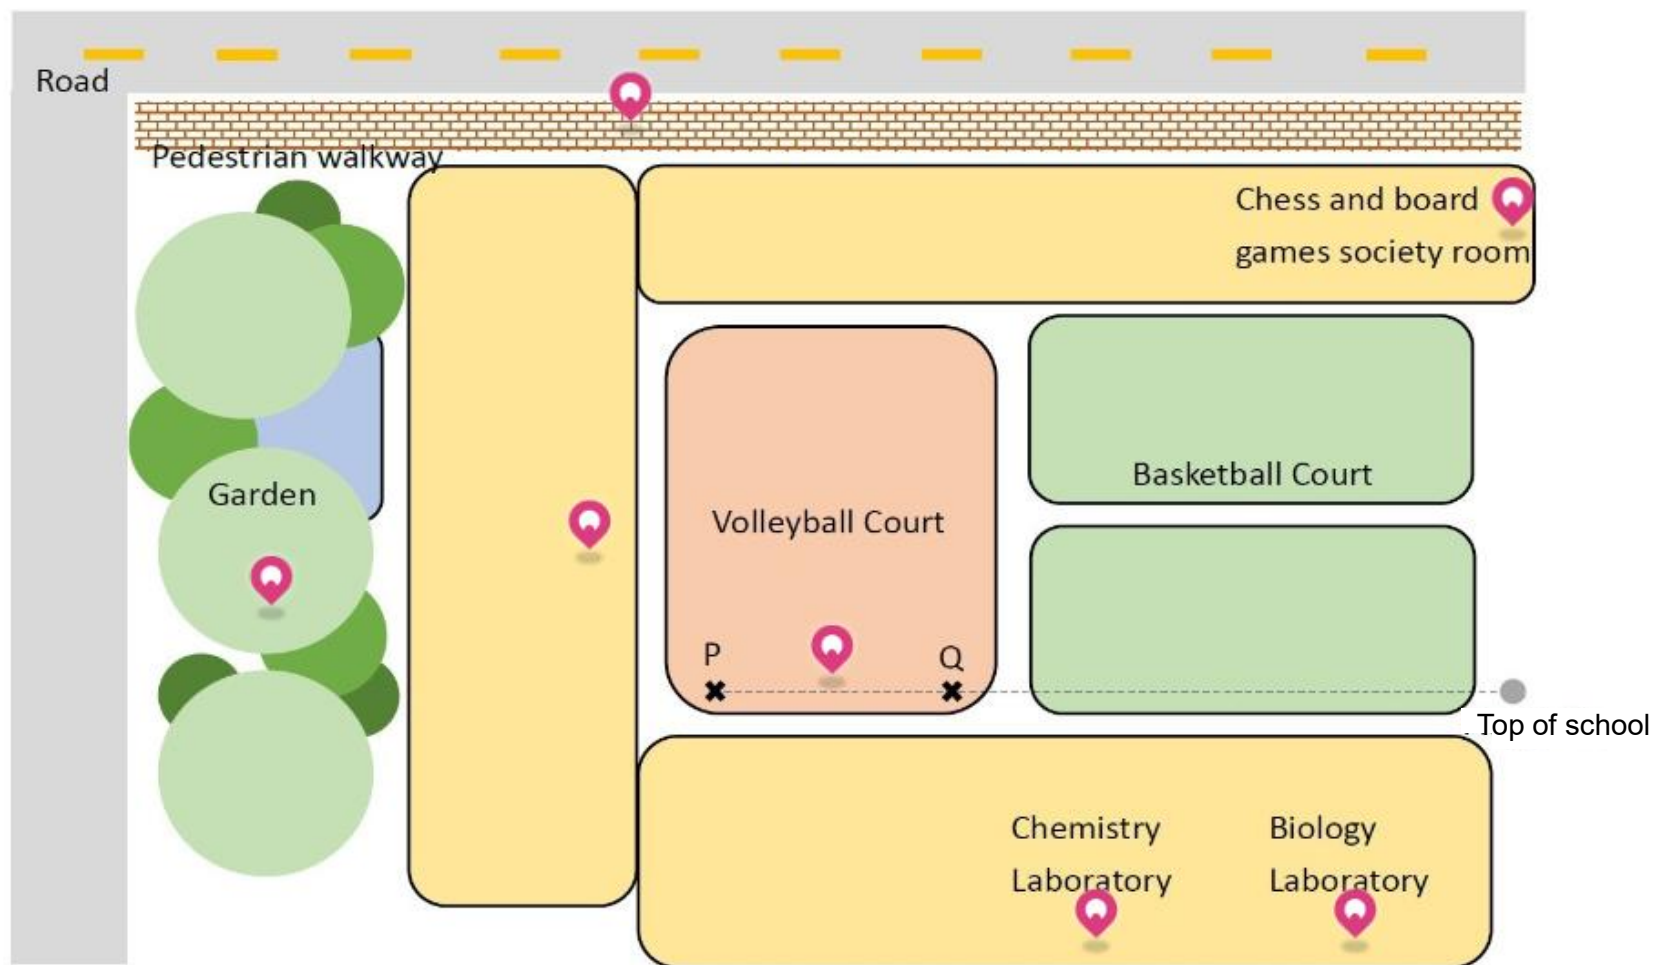 Road
Pedestrian walkway
Chess and board
games society room
Basketball Court
Garden
Volleyball Court
P
Q
Top of school
Chemistry
Laboratory
Biology
Laboratory